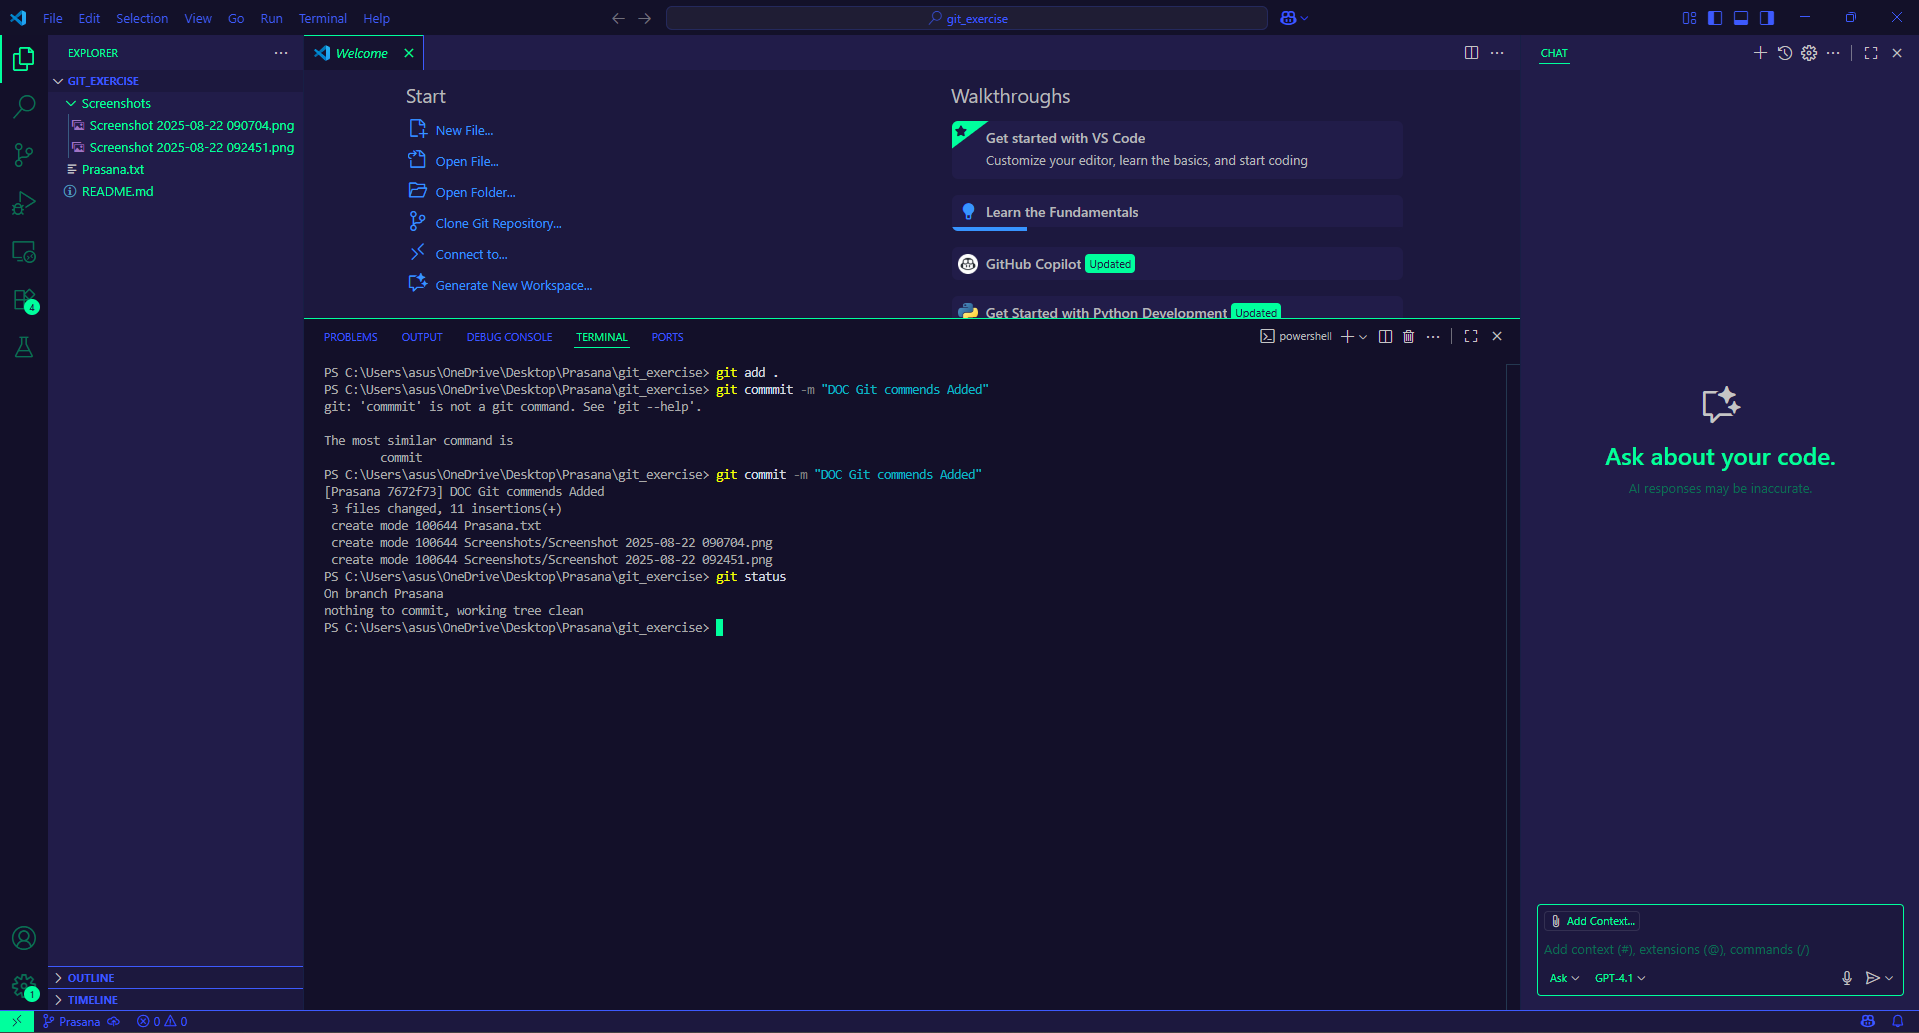 File Edit Selection View Go Run Terminal Help
git_exercise
EXPLORER
GIT_EXERCISE
Screenshots
Screenshot 2025-08-22 090704.png
Screenshot 2025-08-22 092451.png
Prasana.txt
README.md
OUTLINE
TIMELINE
4
1
Welcome
Start
New File...
Open File...
Open Folder...
Clone Git Repository...
Connect to...
Generate New Workspace...
Walkthroughs
Get started with VS Code
Customize your editor, learn the basics, and start coding
Learn the Fundamentals
GitHub Copilot Updated
Get Started with Python Development Updated
PROBLEMS OUTPUT DEBUG CONSOLE TERMINAL PORTS
powershell
PS C:\Users\asus\OneDrive\Desktop\Prasana\git_exercise> git add .
PS C:\Users\asus\OneDrive\Desktop\Prasana\git_exercise> git commmit -m "DOC Git commends Added"
git: 'commmit' is not a git command. See 'git --help'.
The most similar command is
commit
PS C:\Users\asus\OneDrive\Desktop\Prasana\git_exercise> git commit -m "DOC Git commends Added"
[Prasana 7672f73] DOC Git commends Added
3 files changed, 11 insertions(+)
create mode 100644 Prasana.txt
create mode 100644 Screenshots/Screenshot 2025-08-22 090704.png
create mode 100644 Screenshots/Screenshot 2025-08-22 092451.png
PS C:\Users\asus\OneDrive\Desktop\Prasana\git_exercise> git status
On branch Prasana
nothing to commit, working tree clean
PS C:\Users\asus\OneDrive\Desktop\Prasana\git_exercise>
CHAT
Ask about your code.
AI responses may be inaccurate.
Add Context...
Add context (#), extensions (@), commands (/)
Ask GPT-4.1
Prasana 0 0